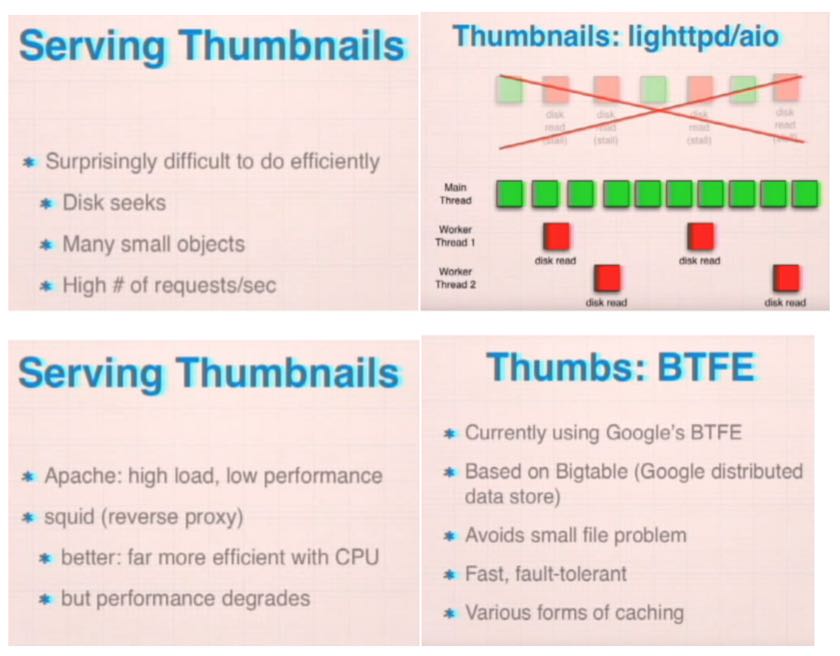 Serving Thumbnails
* Surprisingly difficult to do efficiently
* Disk seeks
* Many small objects
* High # of requests/sec
Thumbnails: lighttpd/aio
disk
read
(stall)
disk
read
(stall)
disk
read
(stall)
disk
read
Main
Thread
Worker
Thread 1
disk read
disk read
Worker
Thread 2
disk read
disk read
Serving Thumbnails
* Apache: high load, low performance
* squid (reverse proxy)
* better: far more efficient with CPU
* but performance degrades
Thumbs: BTFE
* Currently using Google's BTFE
* Based on Bigtable (Google distributed
data store)
* Avoids small file problem
* Fast, fault-tolerant
* Various forms of caching